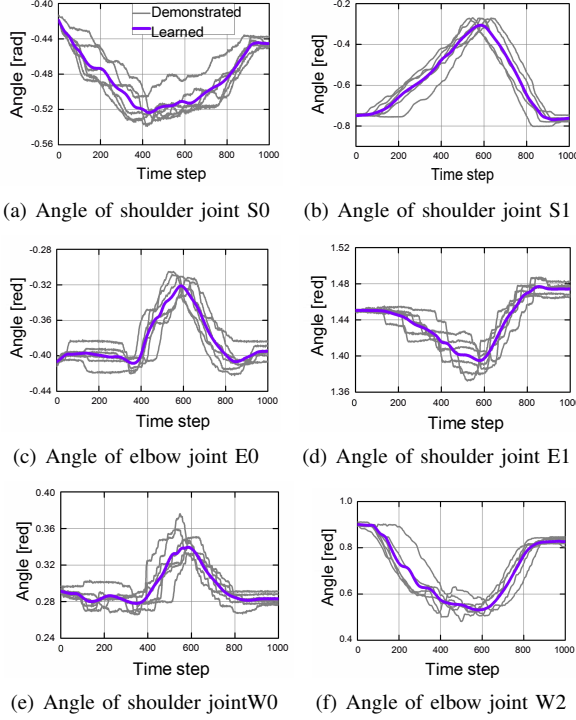 -0.40
-0.44
-0.48
-0.52
-0.56
Angle [rad]
Demonstrated
Learned
0 200 400 600 800 1000
Time step
(a) Angle of shoulder joint S0
-0.2
-0.4
-0.6
-0.8
Angle [red]
0 200 400 600 800 1000
Time step
(b) Angle of shoulder joint S1
-0.28
-0.32
-0.36
-0.40
-0.44
Angle [red]
0 200 400 600 800 1000
Time step
(c) Angle of elbow joint E0
1.52
1.48
1.44
1.40
1.36
Angle [red]
0 200 400 600 800 1000
Time step
(d) Angle of shoulder joint E1
0.40
0.36
0.32
0.28
0.24
Angle [red]
0 200 400 600 800 1000
Time step
(e) Angle of shoulder jointW0
1.0
0.8
0.6
0.4
Angle [red]
0 200 400 600 800 1000
Time step
(f) Angle of elbow joint W2